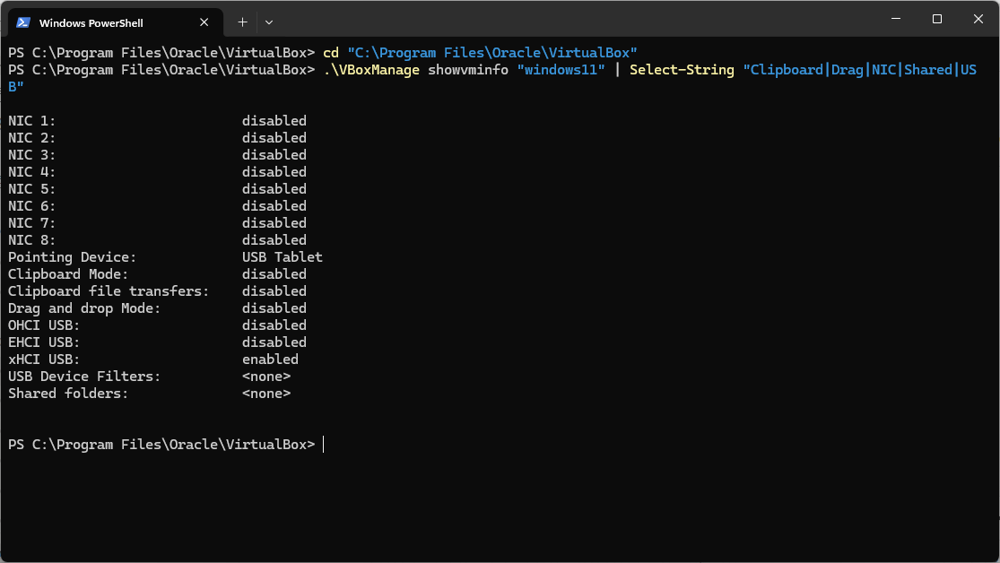 Windows PowerShell
PS C:\Program Files\Oracle\VirtualBox> cd "C:\Program Files\Oracle\VirtualBox"
PS C:\Program Files\Oracle\VirtualBox> .\VBoxManage showvminfo "windows11" | Select-String "Clipboard|Drag|NIC|Shared|US
B"
NIC 1: disabled
NIC 2: disabled
NIC 3: disabled
NIC 4: disabled
NIC 5: disabled
NIC 6: disabled
NIC 7: disabled
NIC 8: disabled
Pointing Device: USB Tablet
Clipboard Mode: disabled
Clipboard file transfers: disabled
Drag and drop Mode: disabled
OHCI USB: disabled
EHCI USB: disabled
xHCI USB: enabled
USB Device Filters: <none>
Shared folders: <none>
PS C:\Program Files\Oracle\VirtualBox>